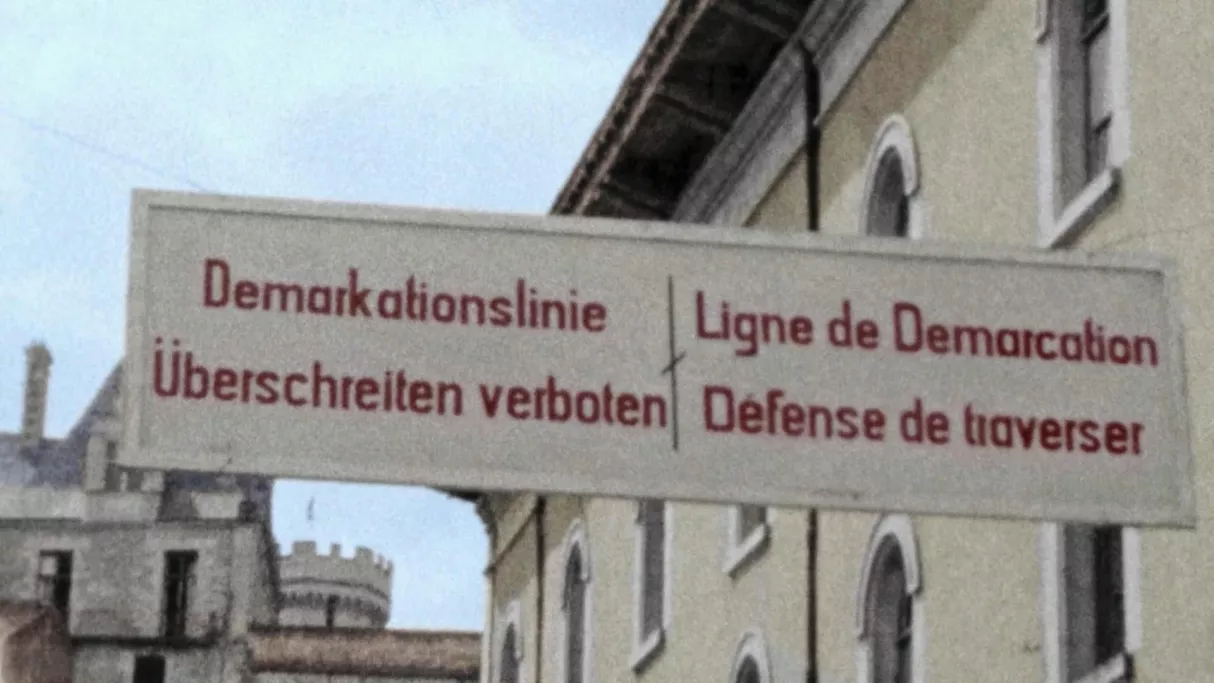 Demarkationslinie
Überschreiten verboten
Ligne de Demarcation
Défense de traverser